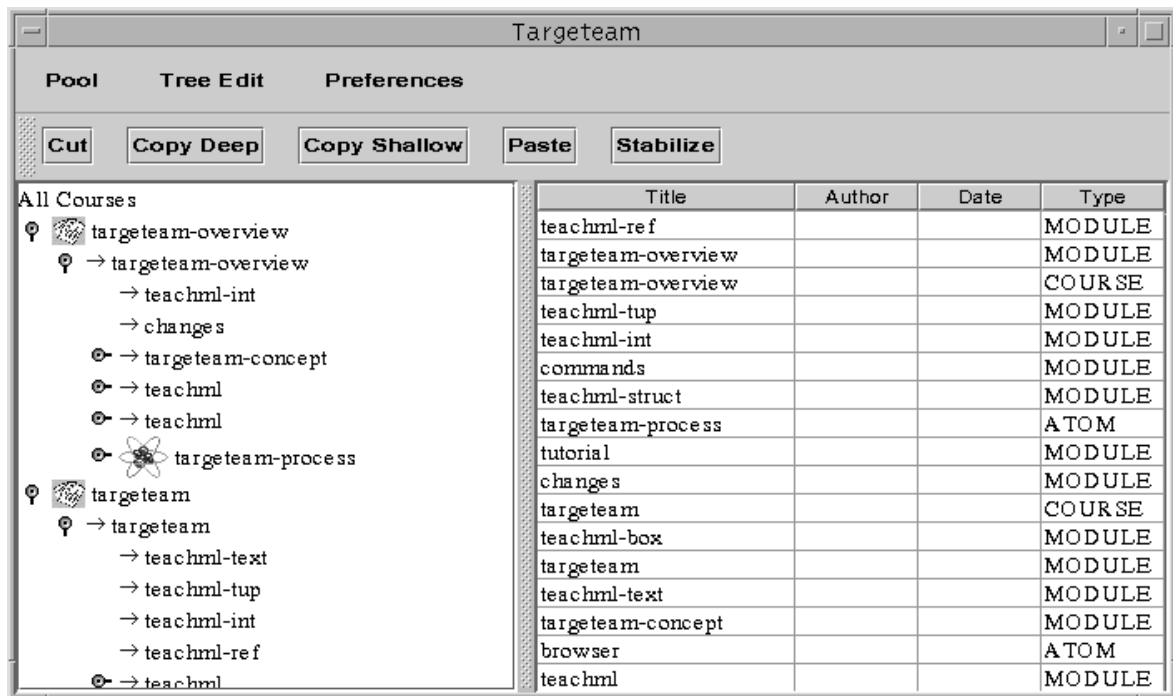 Targeteam
Pool Tree Edit Preferences
Cut Copy Deep Copy Shallow Paste Stabilize
All Courses
targeteam-overview
→ targeteam-overview
→ teachml-int
→ changes
→ targeteam-concept
→ teachml
→ teachml
targeteam-process
targeteam
→ targeteam
→ teachml-text
→ teachml-tup
→ teachml-int
→ teachml-ref
→ teachml
Title Author Date Type
teachml-ref MODULE
targeteam-overview MODULE
targeteam-overview COURSE
teachml-tup MODULE
teachml-int MODULE
commands MODULE
teachml-struct MODULE
targeteam-process ATOM
tutorial MODULE
changes MODULE
targeteam COURSE
teachml-box MODULE
targeteam MODULE
teachml-text MODULE
targeteam-concept MODULE
browser ATOM
teachml MODULE